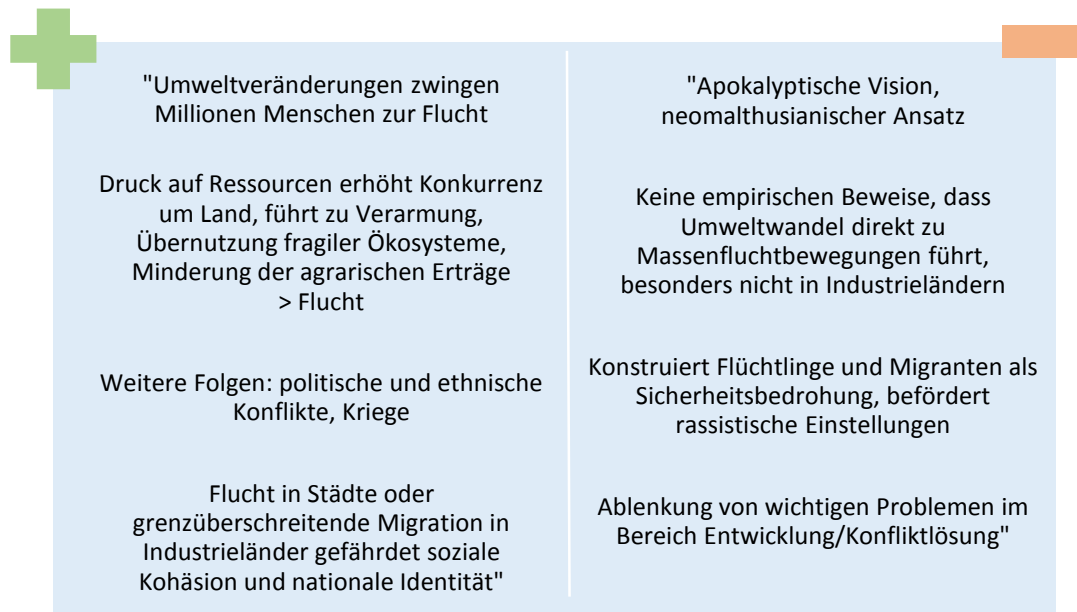 "Umweltveränderungen zwingen
Millionen Menschen zur Flucht
Druck auf Ressourcen erhöht Konkurrenz
um Land, führt zu Verarmung,
Übernutzung fragiler Ökosysteme,
Minderung der agrarischen Erträge
> Flucht
Weitere Folgen: politische und ethnische
Konflikte, Kriege
Flucht in Städte oder
grenzüberschreitende Migration in
Industrieländer gefährdet soziale
Kohäsion und nationale Identität"
"Apokalyptische Vision,
neomalthusianischer Ansatz
Keine empirischen Beweise, dass
Umweltwandel direkt zu
Massenfluchtbewegungen führt,
besonders nicht in Industrieländern
Konstruiert Flüchtlinge und Migranten als
Sicherheitsbedrohung, befördert
rassistische Einstellungen
Ablenkung von wichtigen Problemen im
Bereich Entwicklung/Konfliktlösung"